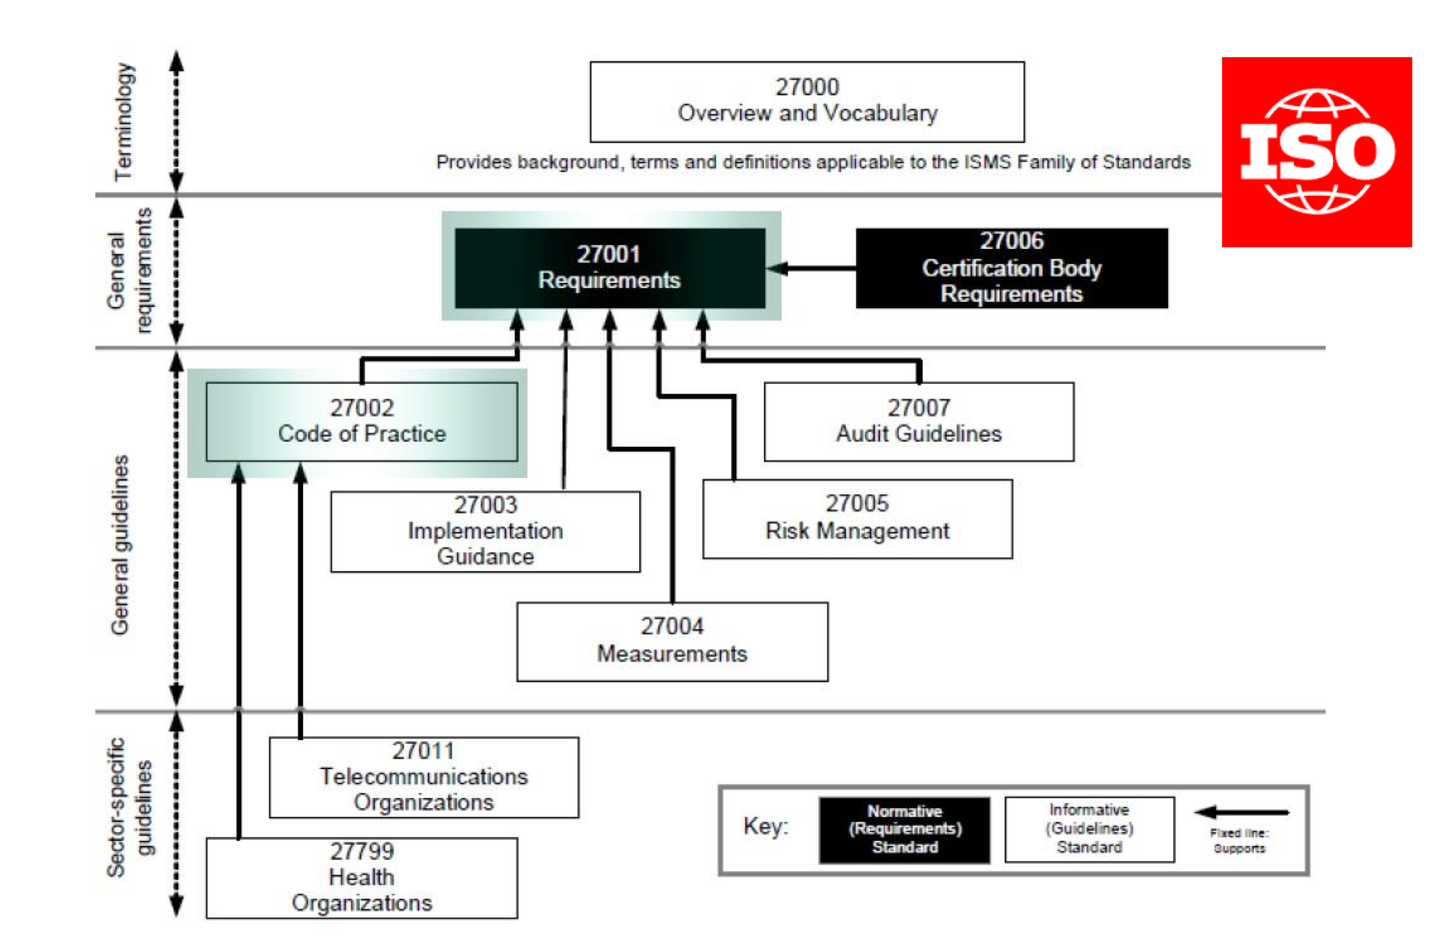 Terminology
27000
Overview and Vocabulary
Provides background, terms and definitions applicable to the ISMS Family of Standards
ISO
General
requirements
27001
Requirements
27006
Certification Body
Requirements
General guidelines
27002
Code of Practice
27007
Audit Guidelines
27003
Implementation
Guidance
27005
Risk Management
27004
Measurements
Sector-specific
guidelines
27011
Telecommunications
Organizations
27799
Health
Organizations
Key:
Normative
(Requirements)
Standard
Informative
(Guidelines)
Standard
Fixed line:
Supports